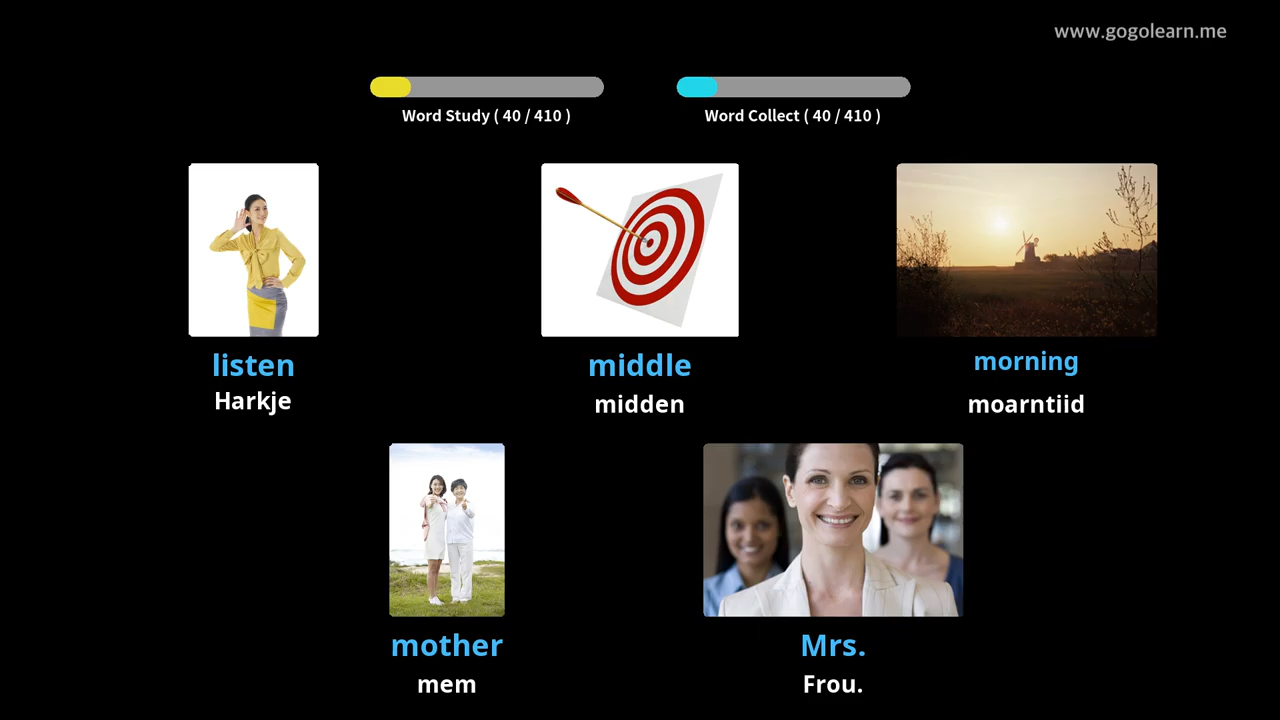 www.gogolearn.me
Word Study ( 40 / 410 )
Word Collect ( 40 / 410 )
listen
Harkje
middle
midden
morning
moarntiid
mother
mem
Mrs.
Frou.